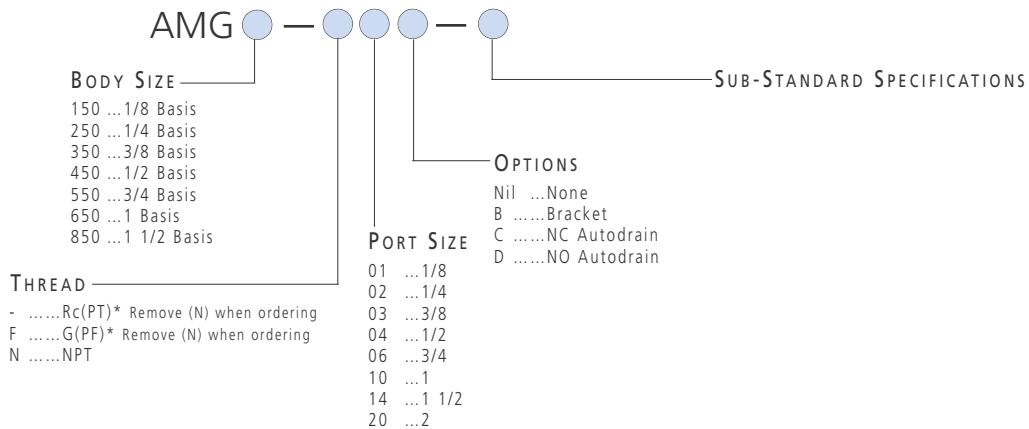 AMG — —
BODY SIZE
150 ...1/8 Basis
250 ...1/4 Basis
350 ...3/8 Basis
450 ...1/2 Basis
550 ...3/4 Basis
650 ...1 Basis
850 ...1 1/2 Basis
THREAD
- ......Rc(PT)* Remove (N) when ordering
F ......G(PF)* Remove (N) when ordering
N ......NPT
PORT SIZE
01 ...1/8
02 ...1/4
03 ...3/8
04 ...1/2
06 ...3/4
10 ...1
14 ...1 1/2
20 ...2
OPTIONS
Nil ...None
B ......Bracket
C ......NC Autodrain
D ......NO Autodrain
SUB-STANDARD SPECIFICATIONS